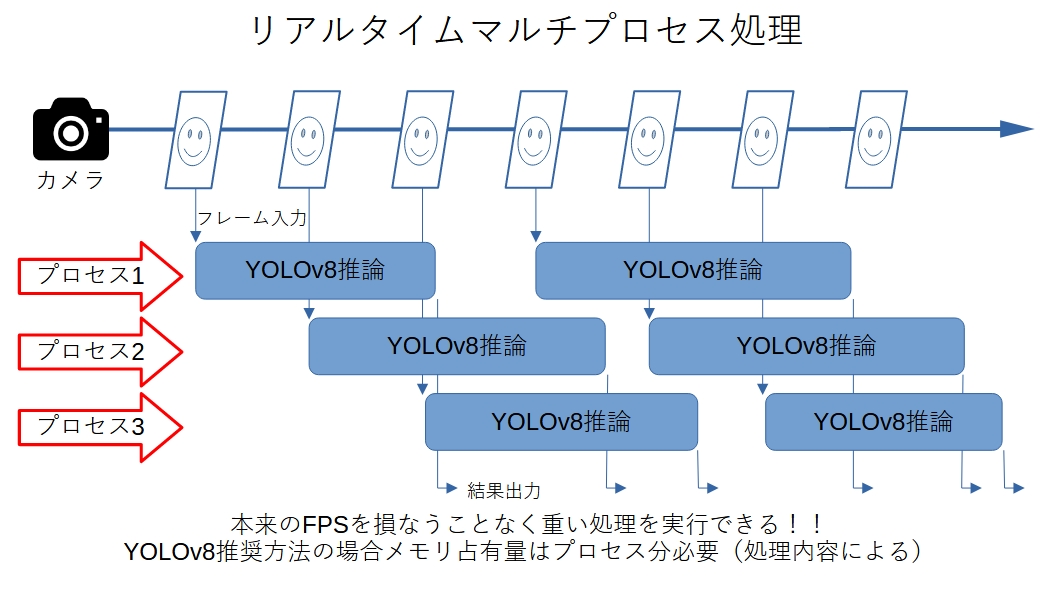 リアルタイムマルチプロセス処理
カメラ
フレーム入力
プロセス1
YOLOv8推論
YOLOv8推論
プロセス2
YOLOv8推論
YOLOv8推論
プロセス3
YOLOv8推論
YOLOv8推論
結果出力
本来のFPSを損なうことなく重い処理を実行できる！！
YOLOv8推奨方法の場合メモリ占有量はプロセス分必要（処理内容による）